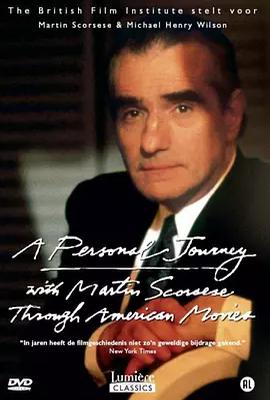 The British Film Institute stelt voor
Martin Scorsese & Michael Henry Wilson
A Personal Journey
with Martin Scorsese
Through American Movies
"In jaren heeft de filmgeschiedenis niet zo'n geweldige bijdrage gekend."
New York Times
DVD
Lumière
CLASSICS
AL